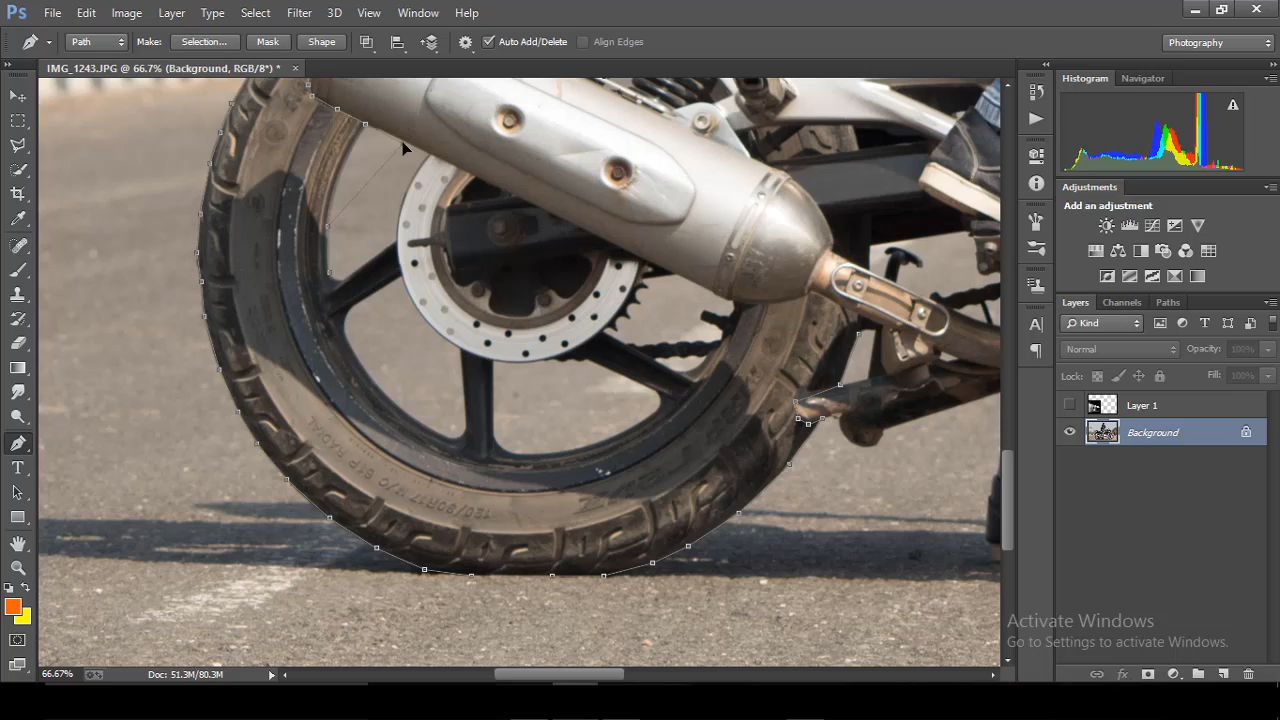 Ps File Edit Image Layer Type Select Filter 3D View Window Help
Path Make: Selection... Mask Shape Auto Add/Delete Align Edges Photography
IMG_1243.JPG @ 66.7% (Background, RGB/8*) * ×
Histogram Navigator
Adjustments
Add an adjustment
Layers Channels Paths
Kind
Normal Opacity: 100%
Lock: Fill: 100%
Layer 1
Background
Activate Windows
Go to Settings to activate Windows.
66.67% Doc: 51.3M/80.3M